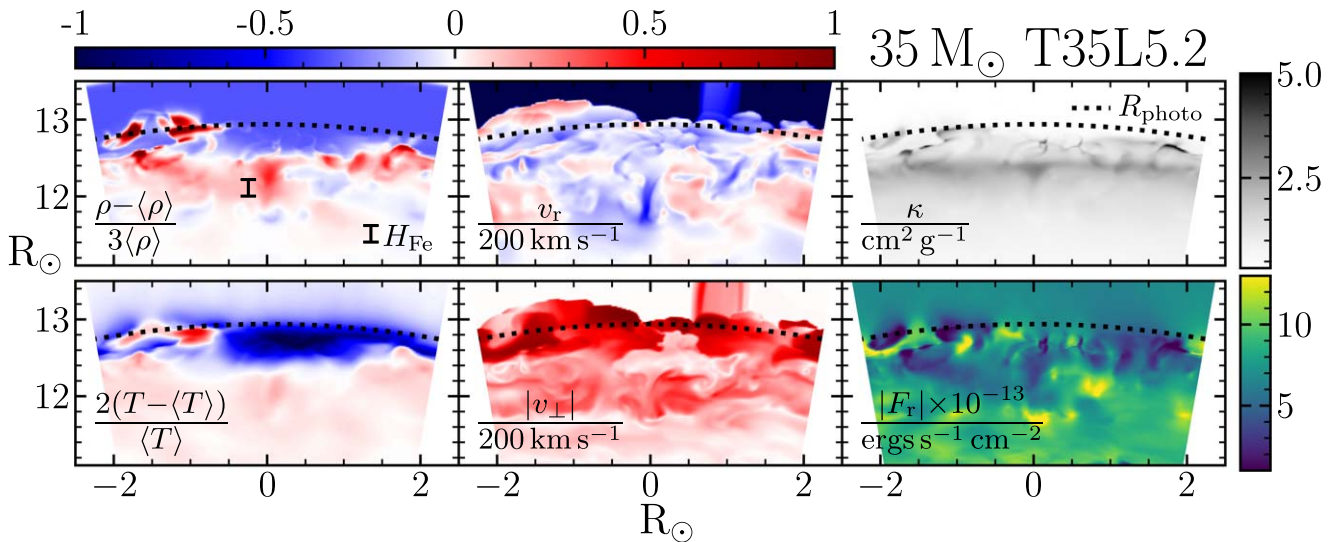 -1 -0.5 0 0.5 1
35 M⊙ T35L5.2
5.0
2.5
13
12
R⊙
ρ−⟨ρ⟩
3⟨ρ⟩
H_Fe
v_r
200 km s⁻¹
R_photo
κ
cm² g⁻¹
13
12
2(T−⟨T⟩)
⟨T⟩
|v_⊥|
200 km s⁻¹
|F_r|×10⁻¹³
ergs s⁻¹ cm⁻²
10
5
−2 0 2
−2 0 2
−2 0 2
R⊙